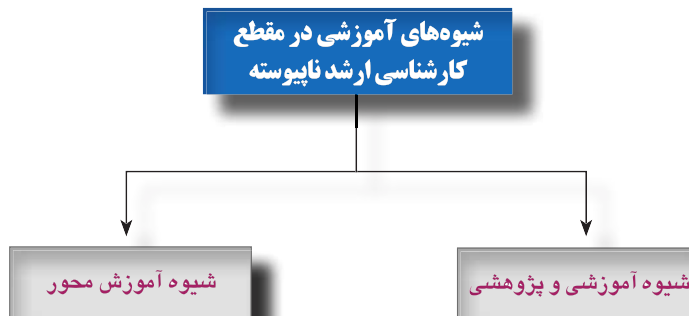 شیوه‌های آموزشی در مقطع
کارشناسی ارشد ناپیوسته
شیوه آموزشی و پژوهشی
شیوه آموزش محور